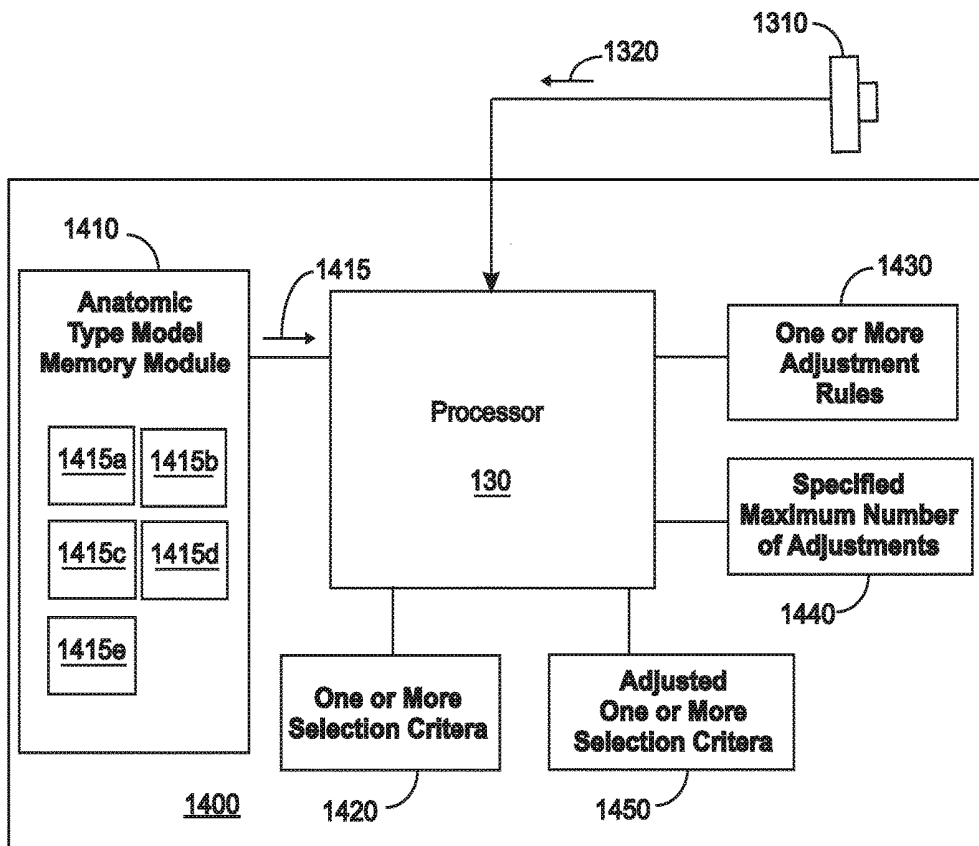 1310
1320
1410
Anatomic
Type Model
Memory Module
1415a
1415b
1415c
1415d
1415e
1415
Processor
130
1430
One or More
Adjustment
Rules
Specified
Maximum Number
of Adjustments
1440
One or More
Selection Critera
1420
Adjusted
One or More
Selection Critera
1450
1400